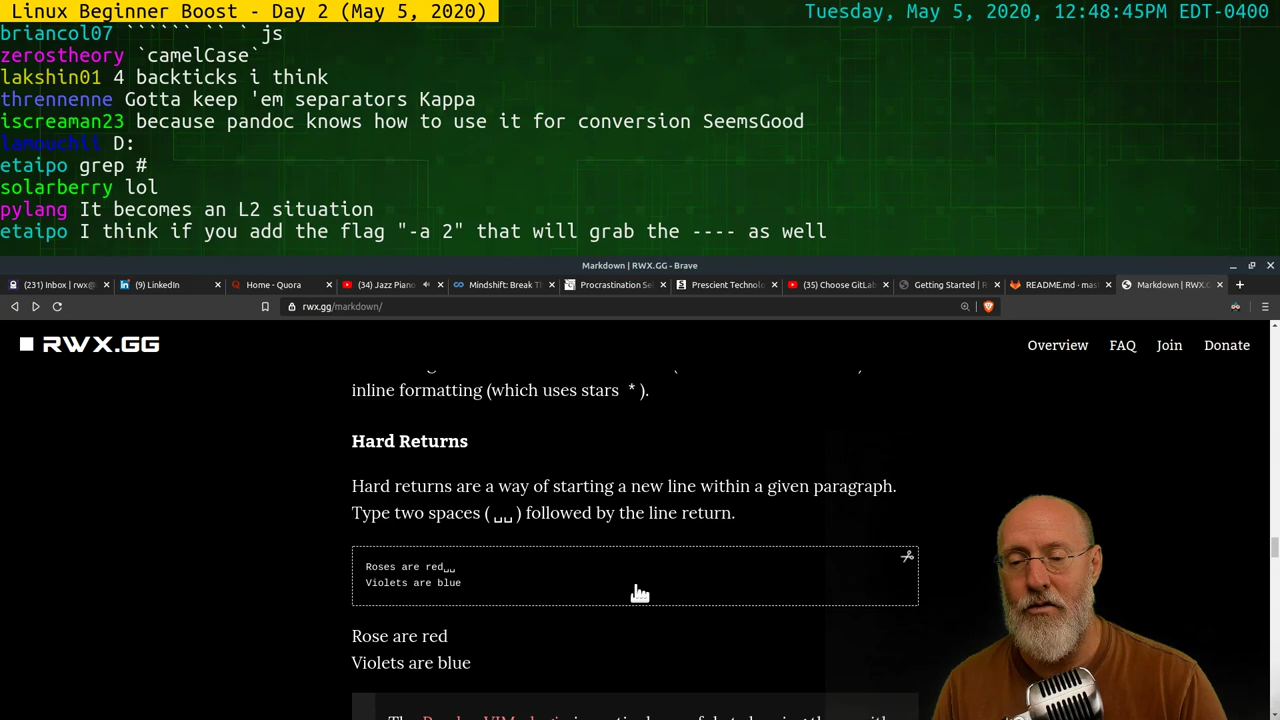 Linux Beginner Boost - Day 2 (May 5, 2020)
Tuesday, May 5, 2020, 12:48:45PM EDT-0400
briancol07 `````` `` ` js
zerostheory `camelCase`
lakshin01 4 backticks i think
thrennenne Gotta keep 'em separators Kappa
iscreaman23 because pandoc knows how to use it for conversion SeemsGood
lamouchii D:
etaipo grep #
solarberry lol
pylang It becomes an L2 situation
etaipo I think if you add the flag "-a 2" that will grab the ---- as well
Markdown | RWX.GG - Brave
(231) Inbox | rwx@
(9) LinkedIn
Home - Quora
(34) Jazz Piano
Mindshift: Break Th
Procrastination Sel
Prescient Technolo
(35) Choose GitLab
Getting Started | R
README.md · mas
Markdown | RWX.G
rwx.gg/markdown/
RWX.GG
Overview
FAQ
Join
Donate
inline formatting (which uses stars * ).
Hard Returns
Hard returns are a way of starting a new line within a given paragraph.
Type two spaces ( ␣␣ ) followed by the line return.
Roses are red␣␣
Violets are blue
Rose are red
Violets are blue